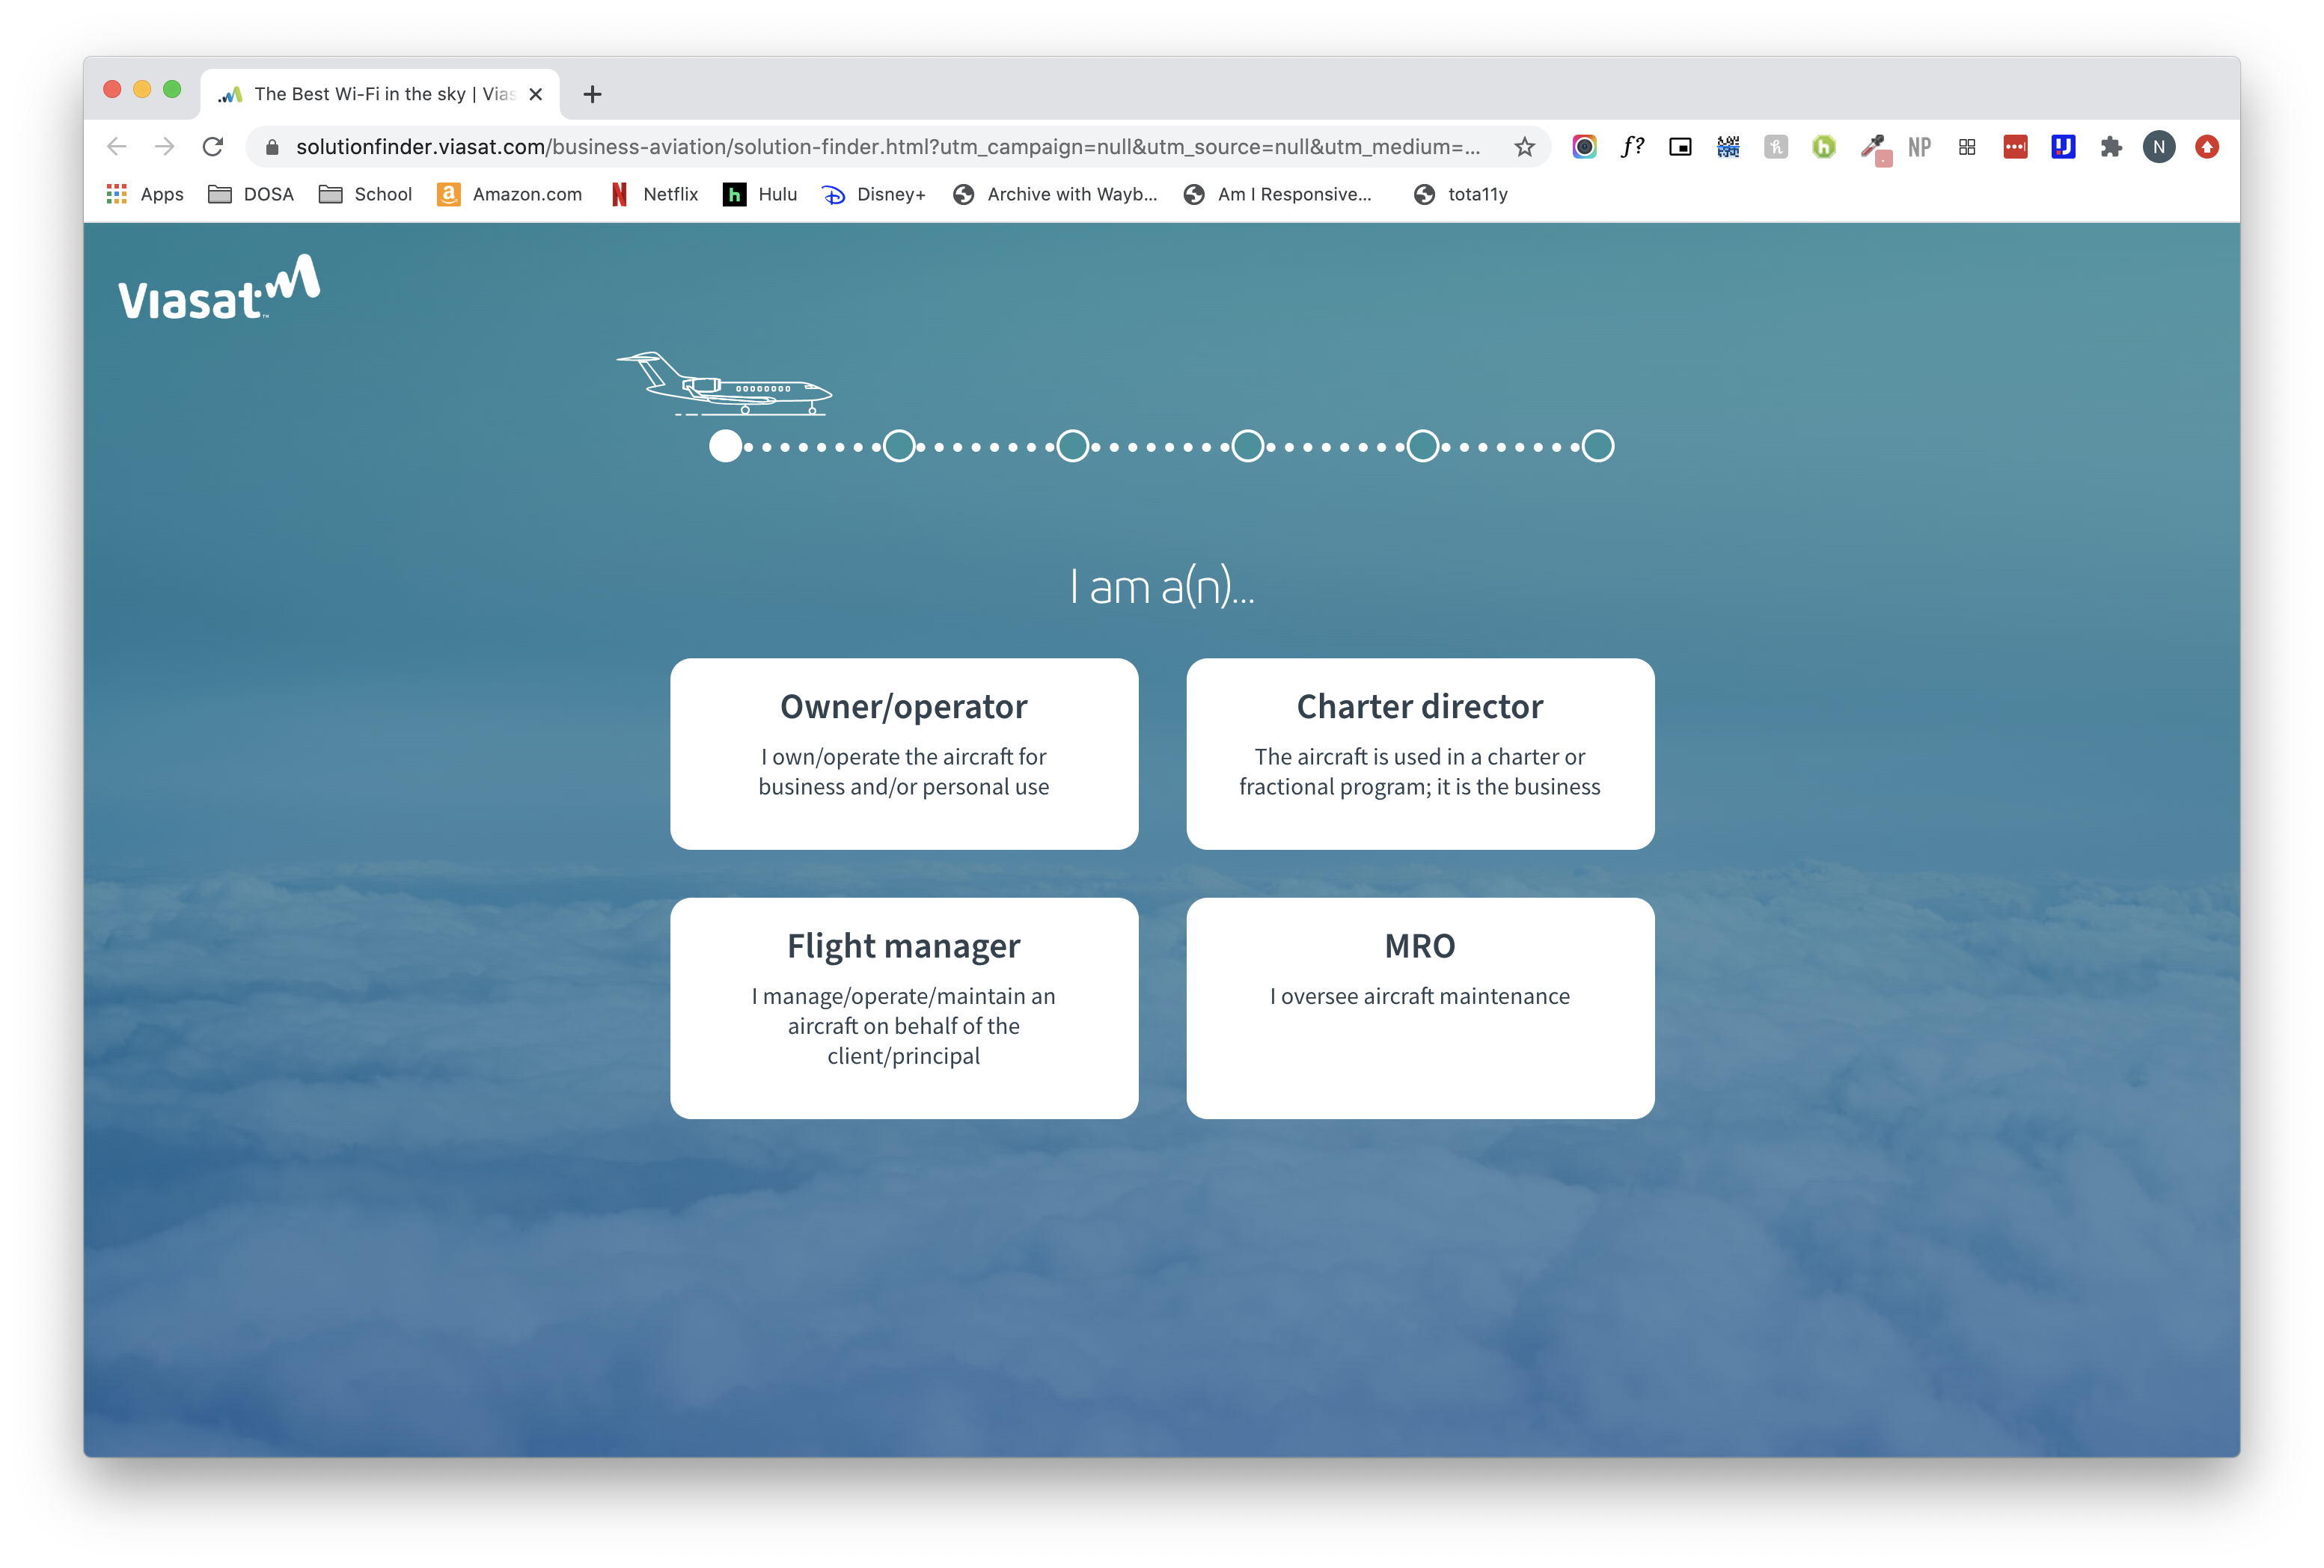 The Best Wi-Fi in the sky | Vias
solutionfinder.viasat.com/business-aviation/solution-finder.html?utm_campaign=null&utm_source=null&utm_medium=...
f?
NP
N
Apps
DOSA
School
Amazon.com
Netflix
Hulu
Disney+
Archive with Wayb...
Am I Responsive...
tota11y
Viasat™
I am a(n)...
Owner/operator
I own/operate the aircraft for
business and/or personal use
Charter director
The aircraft is used in a charter or
fractional program; it is the business
Flight manager
I manage/operate/maintain an
aircraft on behalf of the
client/principal
MRO
I oversee aircraft maintenance